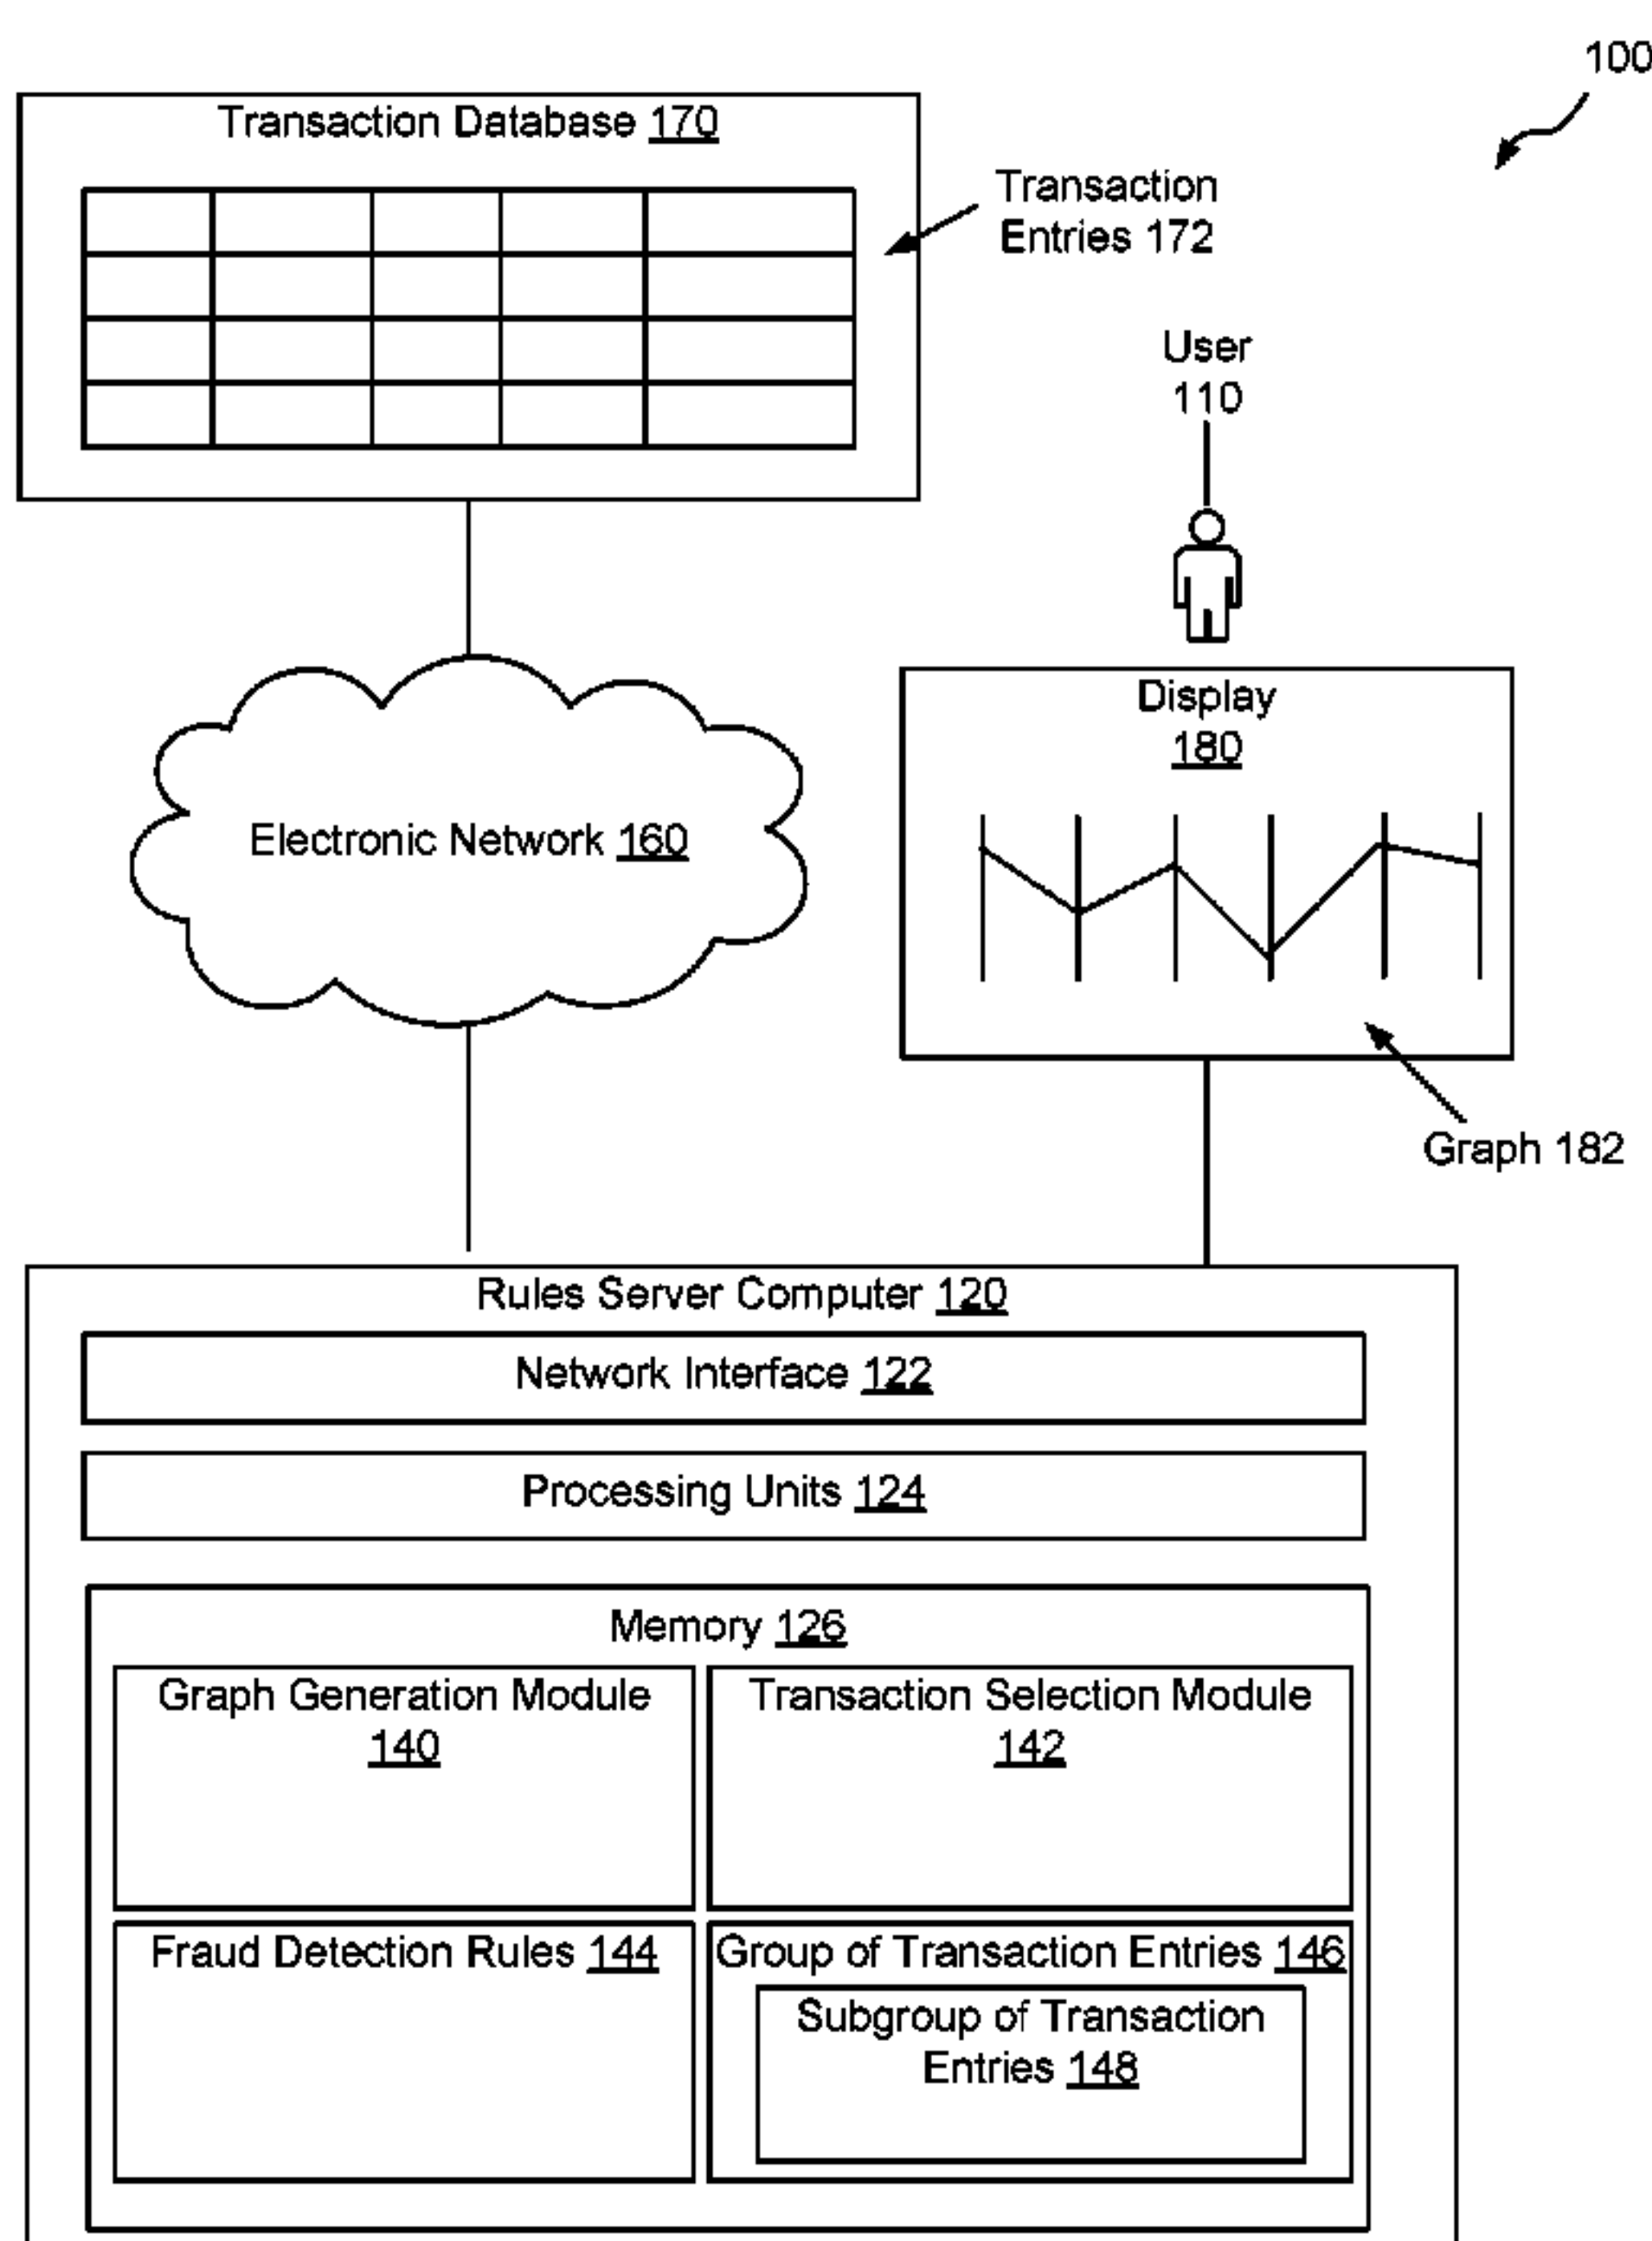 100
Transaction Database 170
Transaction
Entries 172
User
110
Display
180
Electronic Network 160
Graph 182
Rules Server Computer 120
Network Interface 122
Processing Units 124
Memory 126
Graph Generation Module
140
Transaction Selection Module
142
Fraud Detection Rules 144
Group of Transaction Entries 146
Subgroup of Transaction
Entries 148